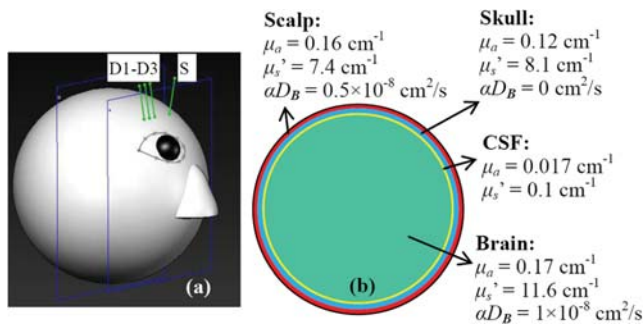 D1-D3 S
(a)
Scalp:
μₐ = 0.16 cm⁻¹
μₛ’ = 7.4 cm⁻¹
αD_B = 0.5×10⁻⁸ cm²/s
Skull:
μₐ = 0.12 cm⁻¹
μₛ’ = 8.1 cm⁻¹
αD_B = 0 cm²/s
CSF:
μₐ = 0.017 cm⁻¹
μₛ’ = 0.1 cm⁻¹
Brain:
μₐ = 0.17 cm⁻¹
μₛ’ = 11.6 cm⁻¹
αD_B = 1×10⁻⁸ cm²/s
(b)